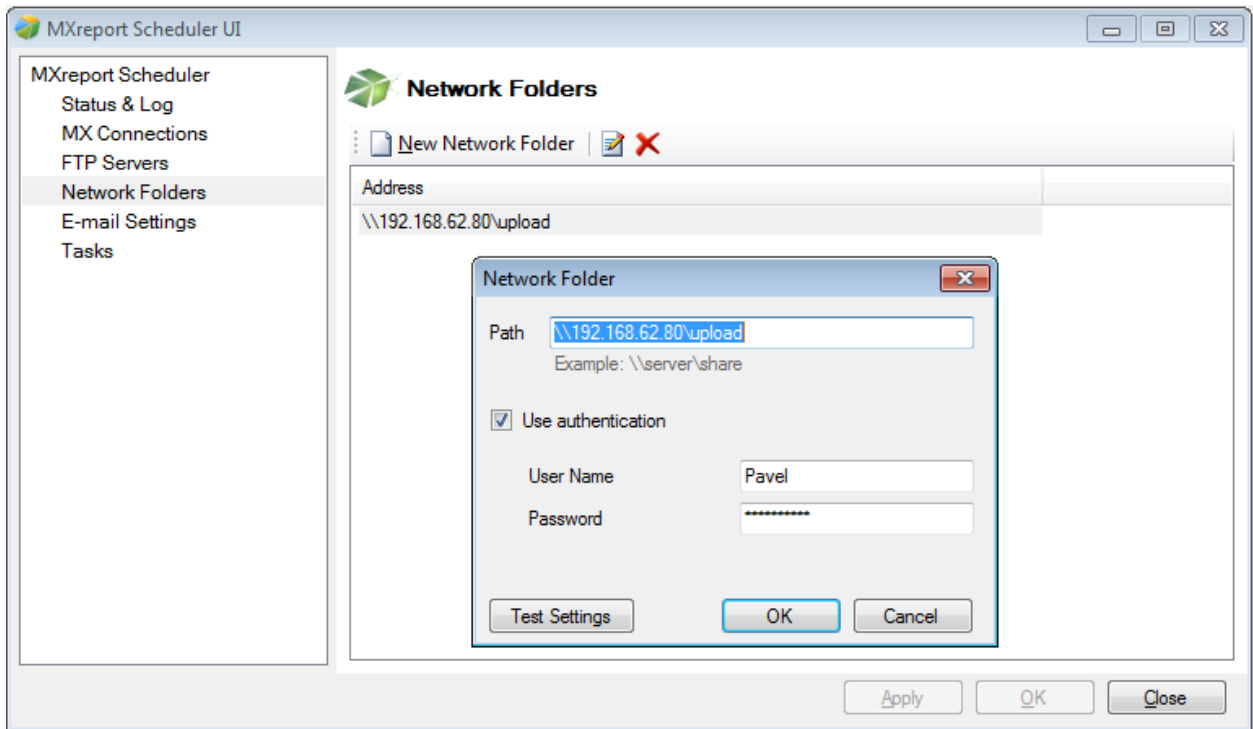 MXreport Scheduler UI
MXreport Scheduler
Status & Log
MX Connections
FTP Servers
Network Folders
E-mail Settings
Tasks
Network Folders
New Network Folder
Address
\\192.168.62.80\upload
Network Folder
Path \\192.168.62.80\upload
Example: \\server\share
Use authentication
User Name Pavel
Password **********
Test Settings OK Cancel
Apply OK Close